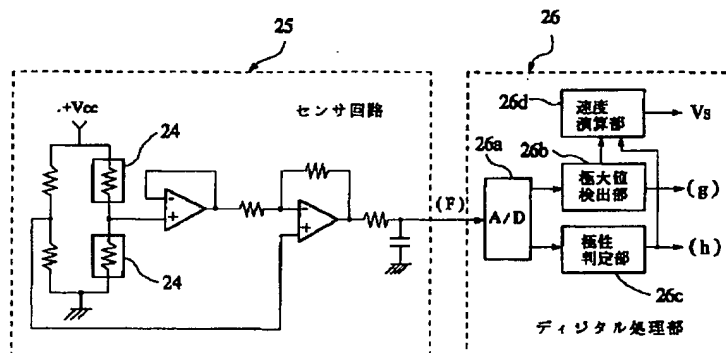 25
センサ回路
+Vcc
24
24
-
+
-
+
(F)
26
26d
速度
演算部
Vs
26a
A/D
26b
極大値
検出部
(g)
極性
判定部
(h)
26c
ディジタル処理部